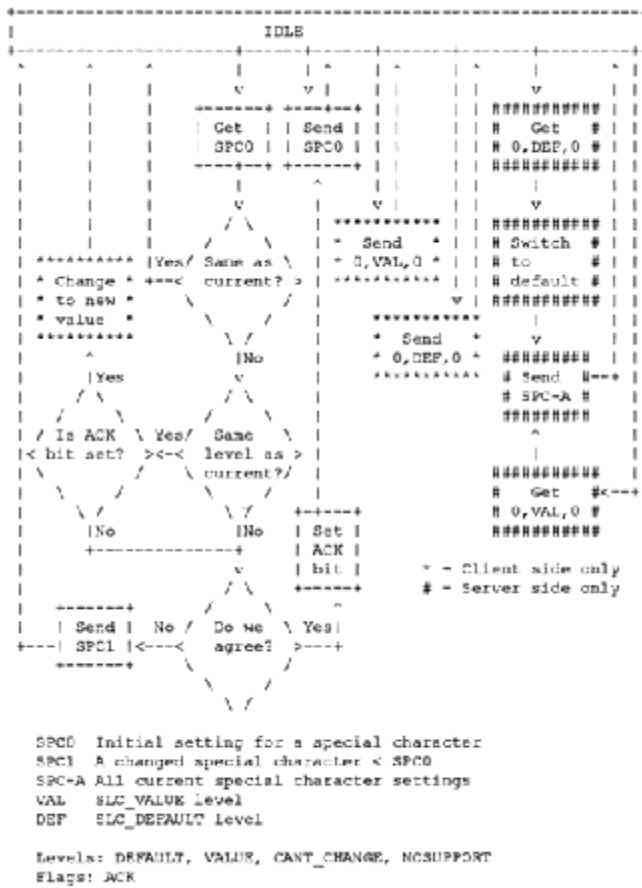 IDLE
Get SPC0
Send SPC0
Get 0,DEF,0
Same as current?
Yes
Send 0,VAL,0
Switch to default
Change to new value
No
Send 0,DEF,0
Send SPC-A
Yes
Is ACK bit set?
Yes
Same level as current?
Get 0,VAL,0
No
No
Set ACK bit
* - Client side only
# - Server side only
Send SPC1
No
Do we agree?
Yes
SPC0 Initial setting for a special character
SPC1 A changed special character < SPC0
SPC-A All current special character settings
VAL SLC_VALUE level
DEF SLC_DEFAULT level
Levels: DEFAULT, VALUE, CANT_CHANGE, NOSUPPORT
Flags: ACK